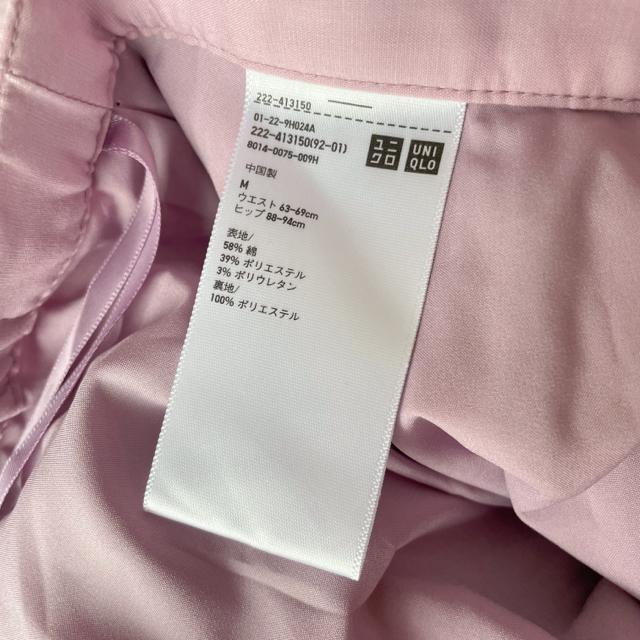 222-413150
01-22-9H024A
222-413150(92-01)
8014-0075-009H
ユニクロ
UNIQLO
中国製
M
ウエスト 63-69cm
ヒップ 88-94cm
表地/
58% 綿
39% ポリエステル
3% ポリウレタン
裏地/
100% ポリエステル